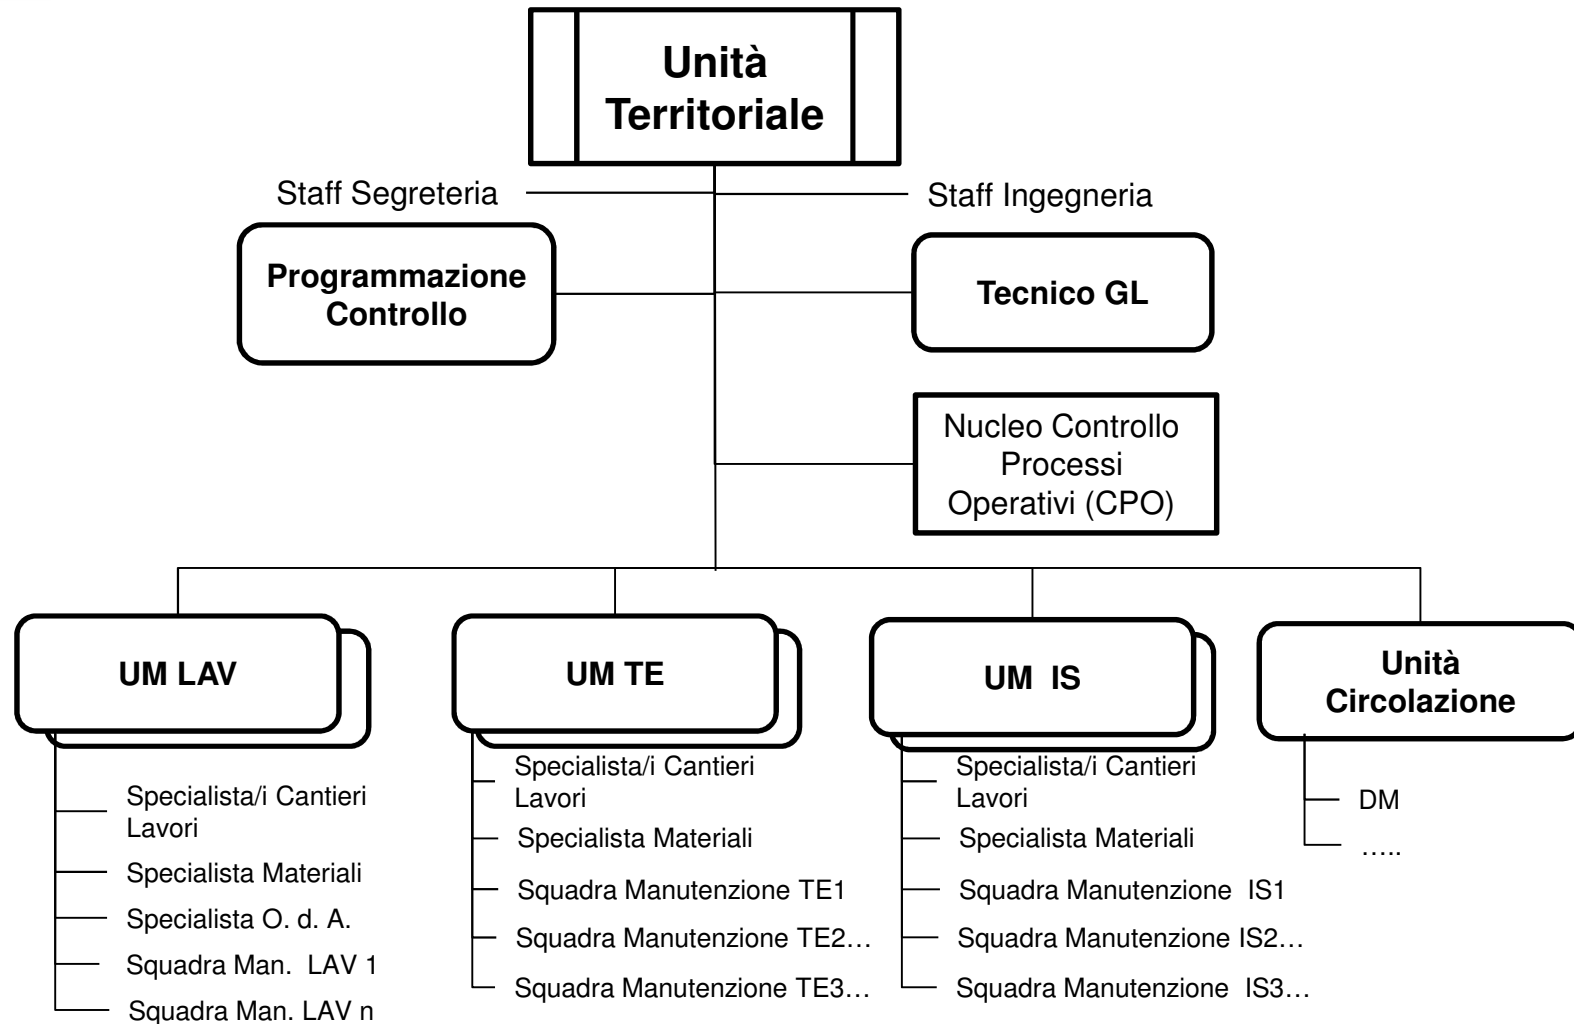 Unità
Territoriale
Staff Segreteria
Staff Ingegneria
Programmazione
Controllo
Tecnico GL
Nucleo Controllo
Processi
Operativi (CPO)
UM LAV
Specialista/i Cantieri
Lavori
Specialista Materiali
Specialista O. d. A.
Squadra Man.  LAV 1
Squadra Man. LAV n
UM TE
Specialista/i Cantieri
Lavori
Specialista Materiali
Squadra Manutenzione TE1
Squadra Manutenzione TE2…
Squadra Manutenzione TE3…
UM  IS
Specialista/i Cantieri
Lavori
Specialista Materiali
Squadra Manutenzione  IS1
Squadra Manutenzione IS2…
Squadra Manutenzione  IS3…
Unità
Circolazione
DM
…..